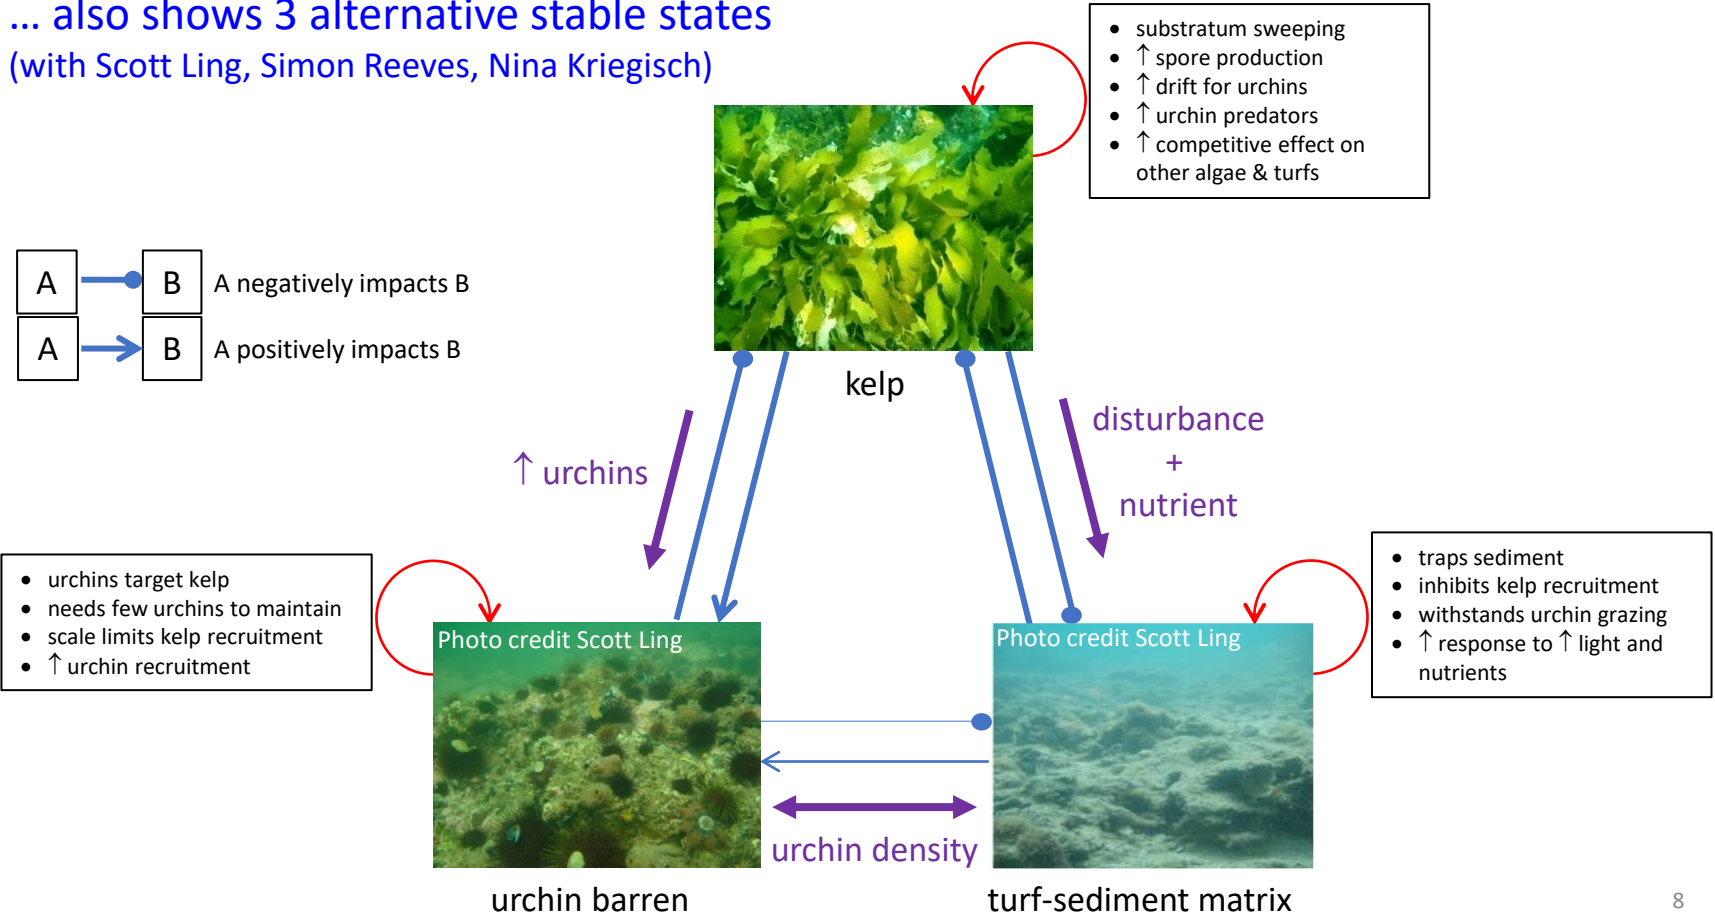 ... also shows 3 alternative stable states
(with Scott Ling, Simon Reeves, Nina Kriegisch)
• substratum sweeping
• ↑ spore production
• ↑ drift for urchins
• ↑ urchin predators
• ↑ competitive effect on
other algae & turfs
A B A negatively impacts B
A B A positively impacts B
kelp
↑ urchins
disturbance
+
nutrient
• urchins target kelp
• needs few urchins to maintain
• scale limits kelp recruitment
• ↑ urchin recruitment
• traps sediment
• inhibits kelp recruitment
• withstands urchin grazing
• ↑ response to ↑ light and
nutrients
Photo credit Scott Ling
Photo credit Scott Ling
urchin density
urchin barren
turf-sediment matrix
8